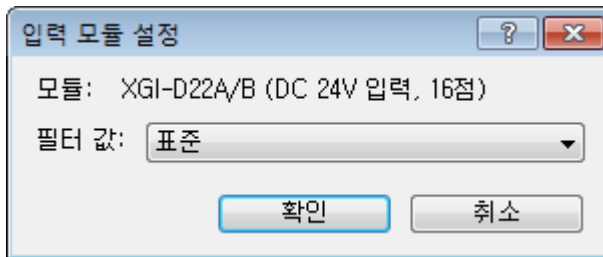 입력 모듈 설정
?
모듈: XGI-D22A/B (DC 24V 입력, 16점)
필터 값: 표준
확인 취소